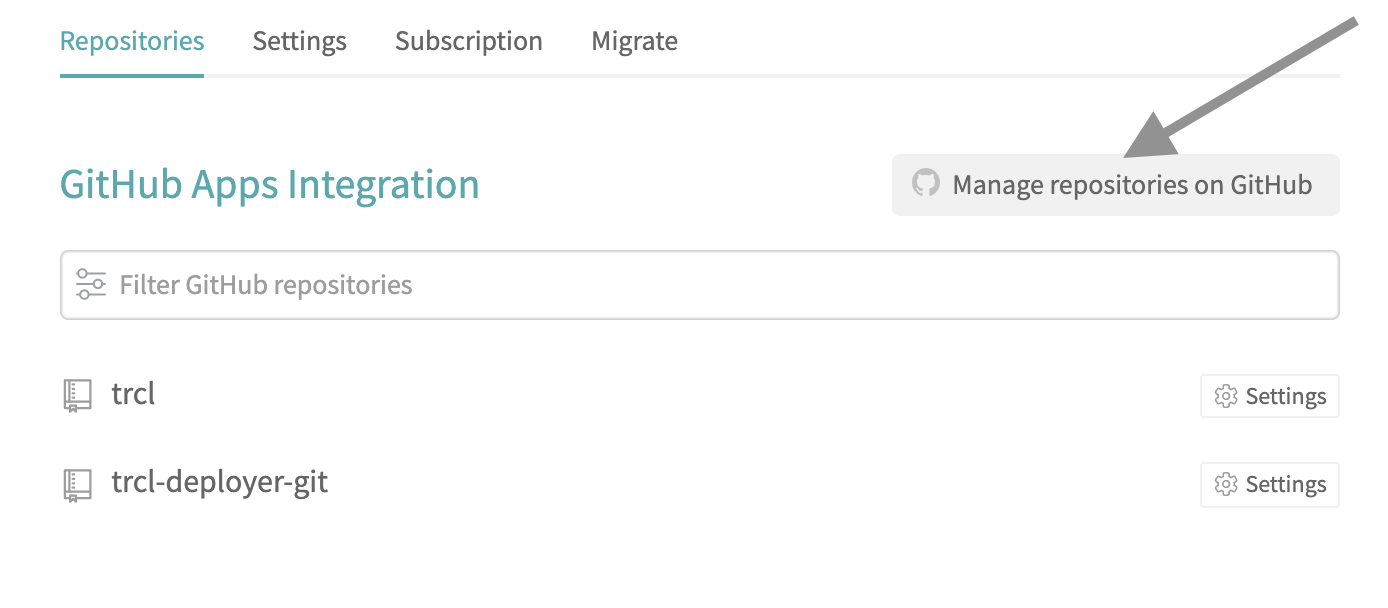 Repositories Settings Subscription Migrate
GitHub Apps Integration
Manage repositories on GitHub
Filter GitHub repositories
trcl
Settings
trcl-deployer-git
Settings